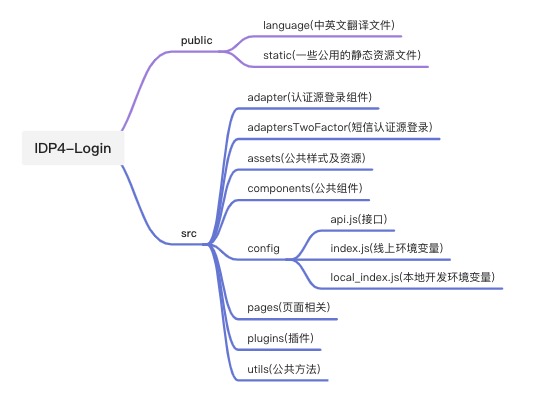 IDP4-Login
public
language(中英文翻译文件)
static(一些公用的静态资源文件)
src
adapter(认证源登录组件)
adaptersTwoFactor(短信认证源登录)
assets(公共样式及资源)
components(公共组件)
config
api.js(接口)
index.js(线上环境变量)
local_index.js(本地开发环境变量)
pages(页面相关)
plugins(插件)
utils(公共方法)